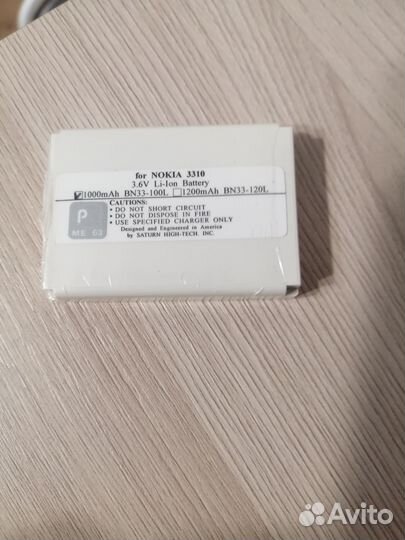 for NOKIA 3310
3.6V Li-Ion Battery
☑1000mAh BN33-100L ☐1200mAh BN33-120L
CAUTIONS:
• DO NOT SHORT CIRCUIT
• DO NOT DISPOSE IN FIRE
• USE SPECIFIED CHARGER ONLY
Designed and Engineered in America
by SATURN HIGH-TECH, INC.
P
ME 63
Avito